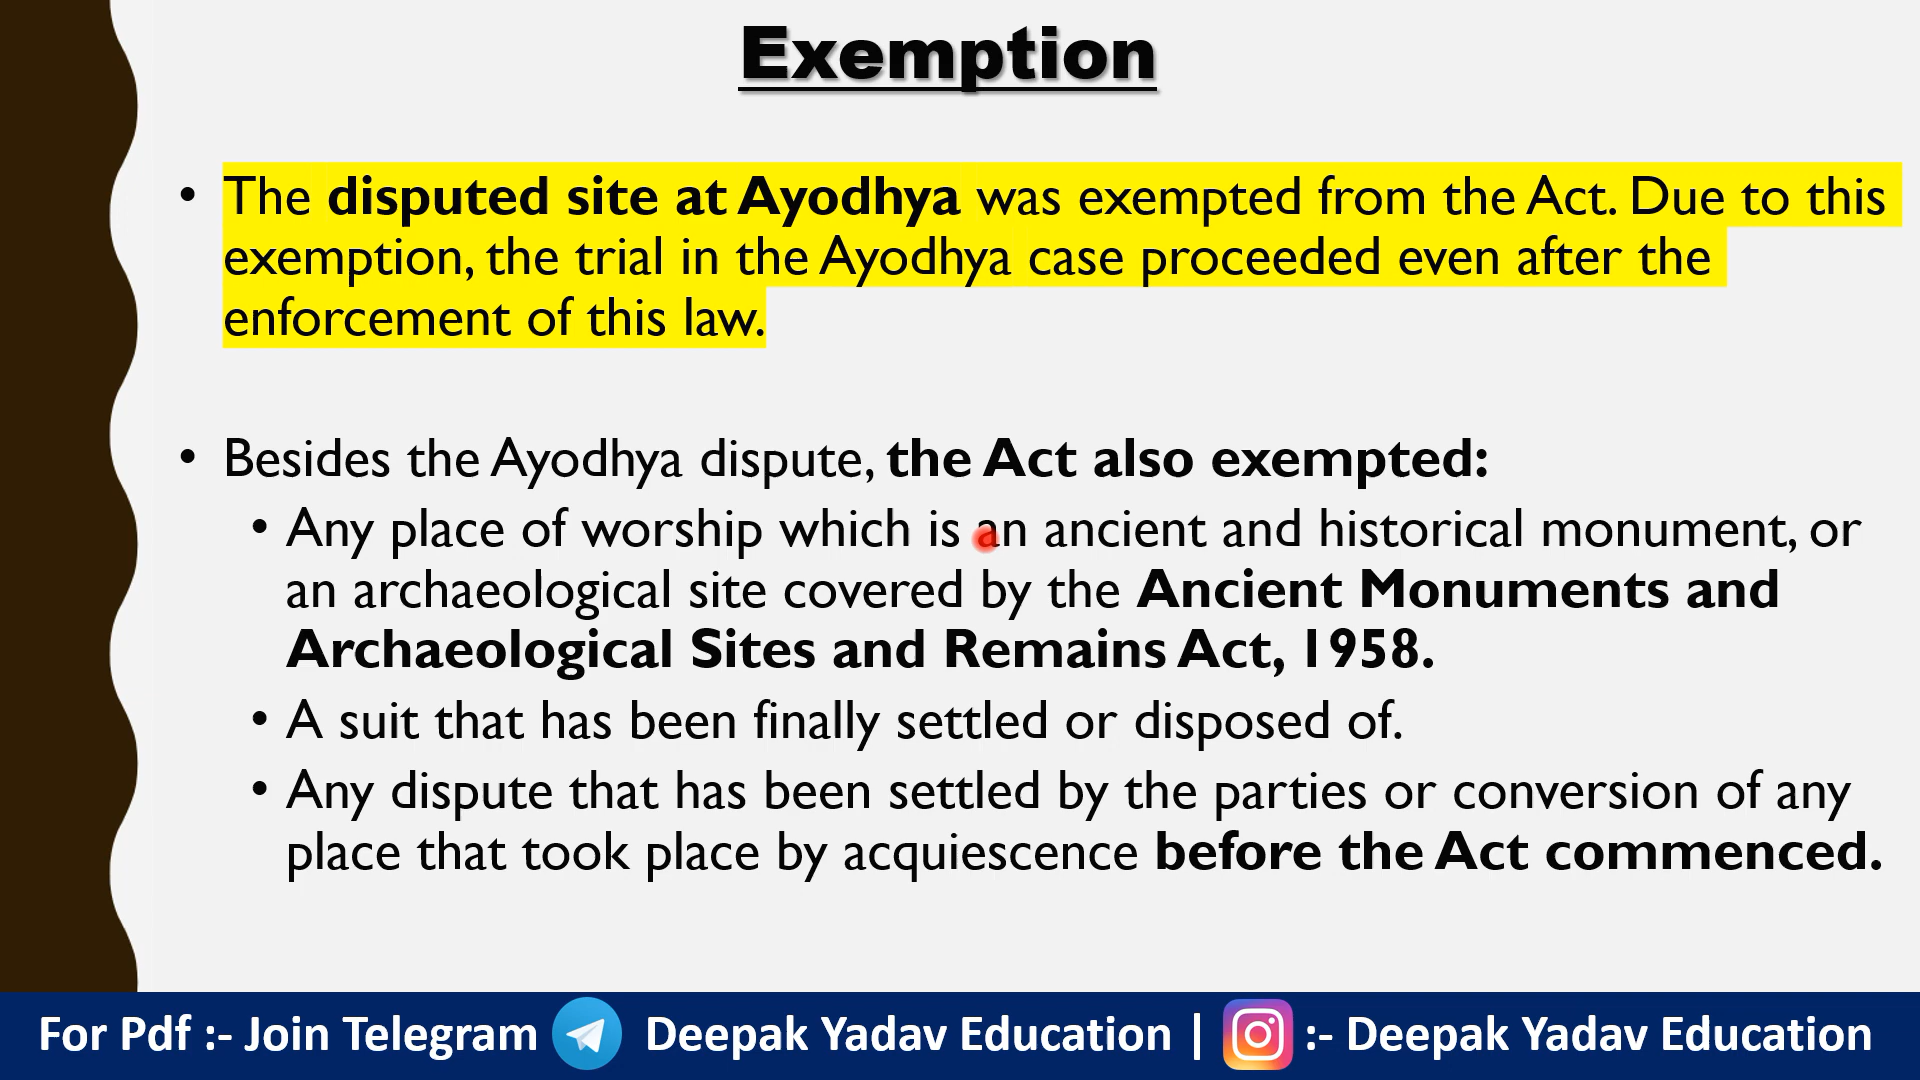 Exemption
• The disputed site at Ayodhya was exempted from the Act. Due to this
exemption, the trial in the Ayodhya case proceeded even after the
enforcement of this law.
• Besides the Ayodhya dispute, the Act also exempted:
• Any place of worship which is an ancient and historical monument, or
an archaeological site covered by the Ancient Monuments and
Archaeological Sites and Remains Act, 1958.
• A suit that has been finally settled or disposed of.
• Any dispute that has been settled by the parties or conversion of any
place that took place by acquiescence before the Act commenced.
For Pdf :- Join Telegram Deepak Yadav Education | :- Deepak Yadav Education